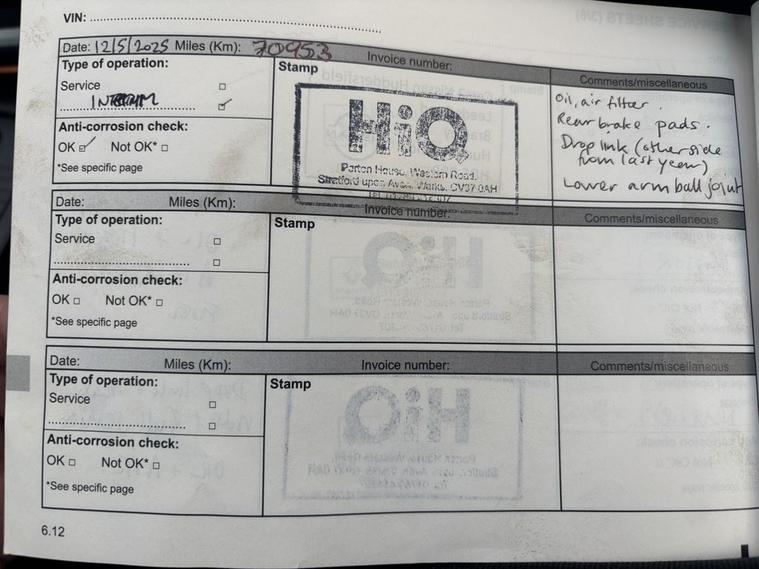 VIN:
Date: 12/5/2025 Miles (Km): 70953 Invoice number:
Type of operation:
Service
INTERIM
Anti-corrosion check:
OK Not OK*
*See specific page
Stamp
HiQ
Porten House, Western Road,
Stratford upon Avon, Warks. CV37 0AH
Comments/miscellaneous
Oil, air filter.
Rear brake pads.
Drop link (other side
from last year)
Lower arm ball joint
Date: Miles (Km): Invoice number:
Type of operation:
Service
Anti-corrosion check:
OK Not OK*
*See specific page
Stamp
Comments/miscellaneous
Date: Miles (Km): Invoice number:
Type of operation:
Service
Anti-corrosion check:
OK Not OK*
*See specific page
Stamp
Comments/miscellaneous
6.12